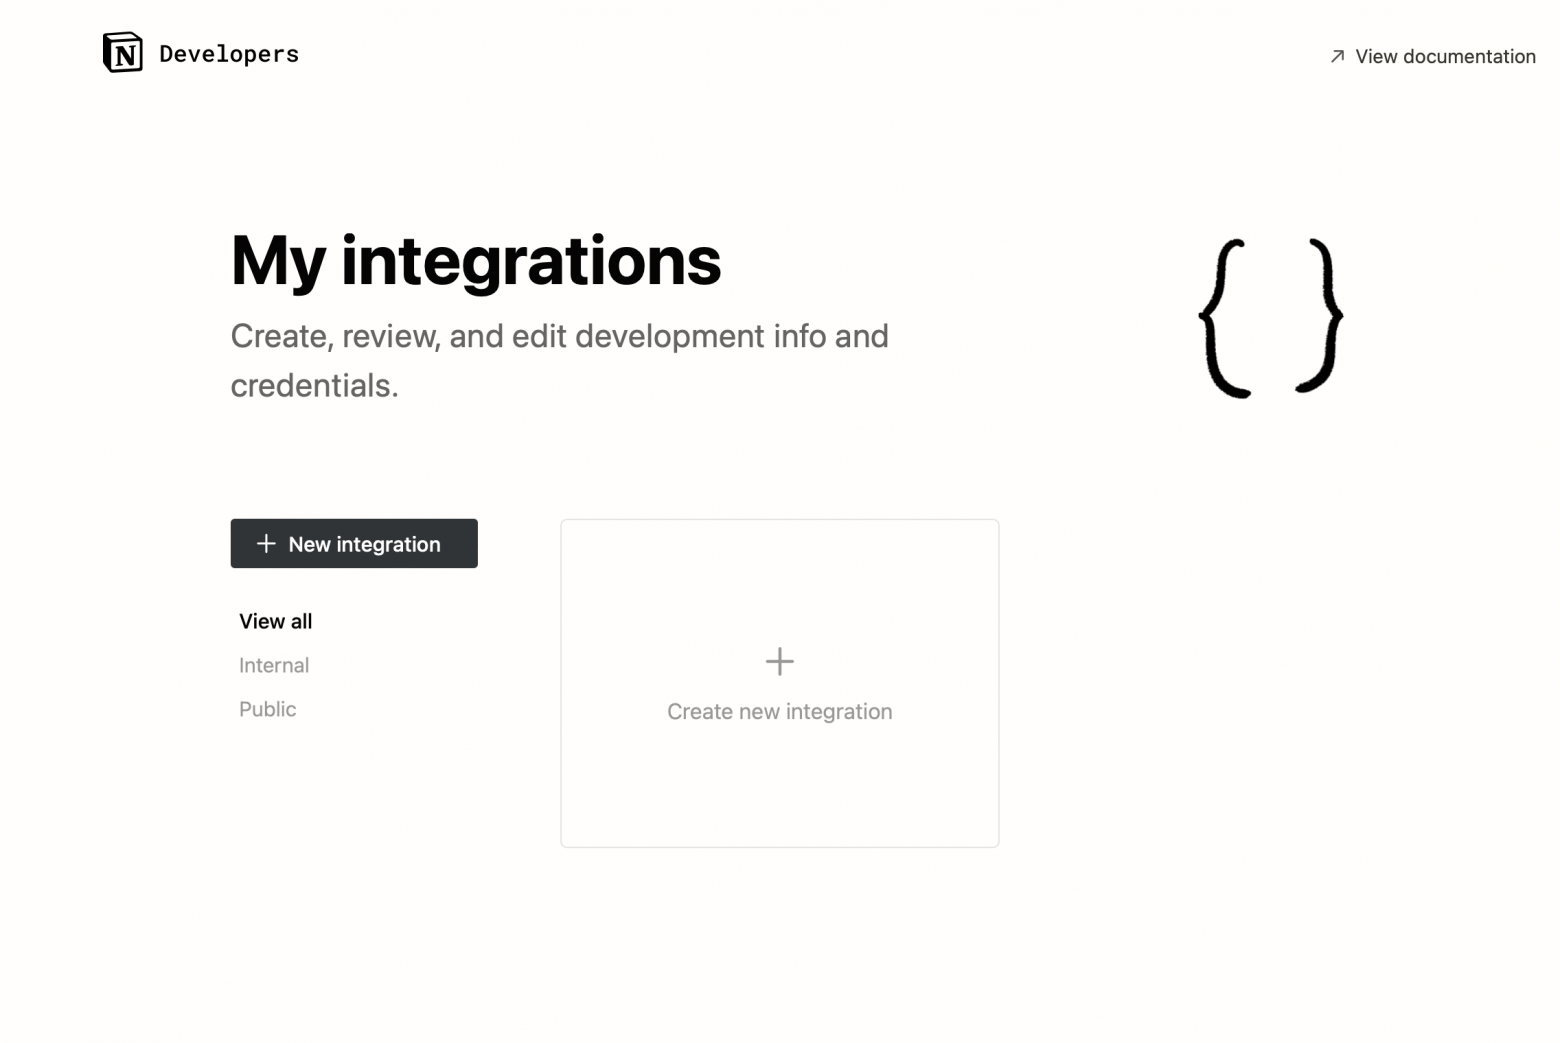 Developers
View documentation
My integrations
Create, review, and edit development info and
credentials.
New integration
View all
Internal
Public
Create new integration